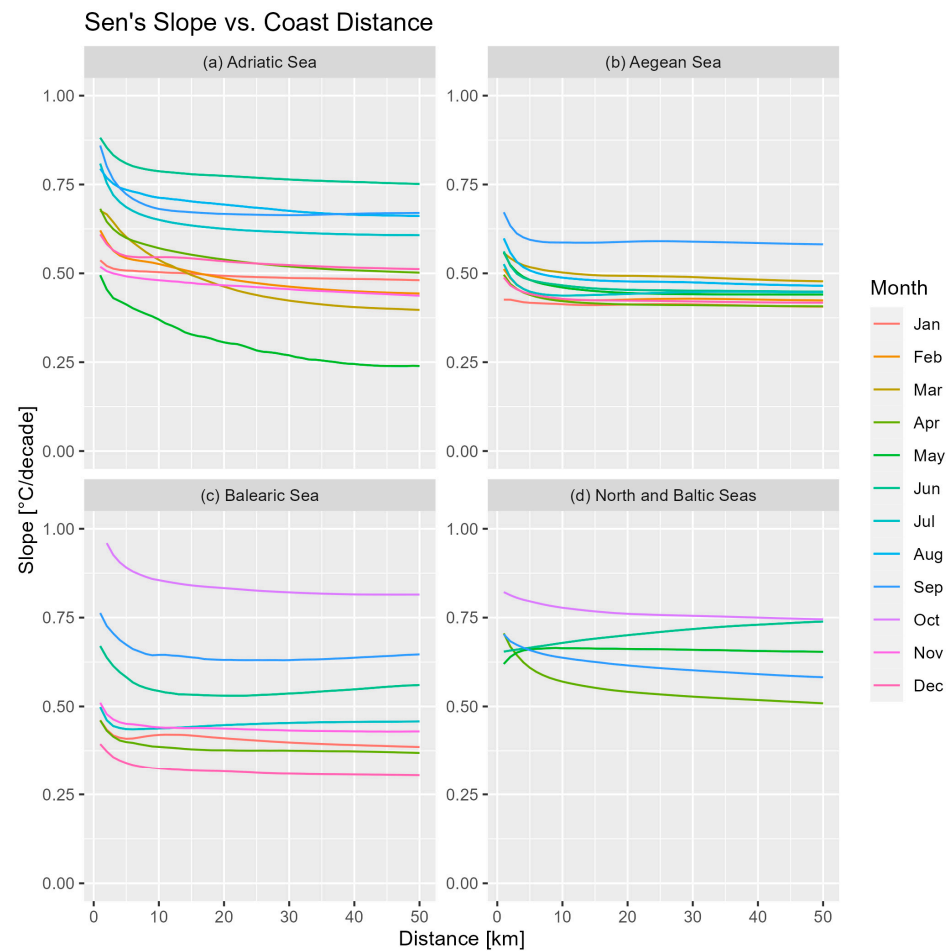 Sen's Slope vs. Coast Distance
(a) Adriatic Sea
(b) Aegean Sea
1.00
0.75
0.50
0.25
0.00
1.00
0.75
0.50
0.25
0.00
(c) Balearic Sea
(d) North and Baltic Seas
1.00
0.75
0.50
0.25
0.00
1.00
0.75
0.50
0.25
0.00
0 10 20 30 40 50
0 10 20 30 40 50
Distance [km]
Slope [°C/decade]
Month
Jan
Feb
Mar
Apr
May
Jun
Jul
Aug
Sep
Oct
Nov
Dec